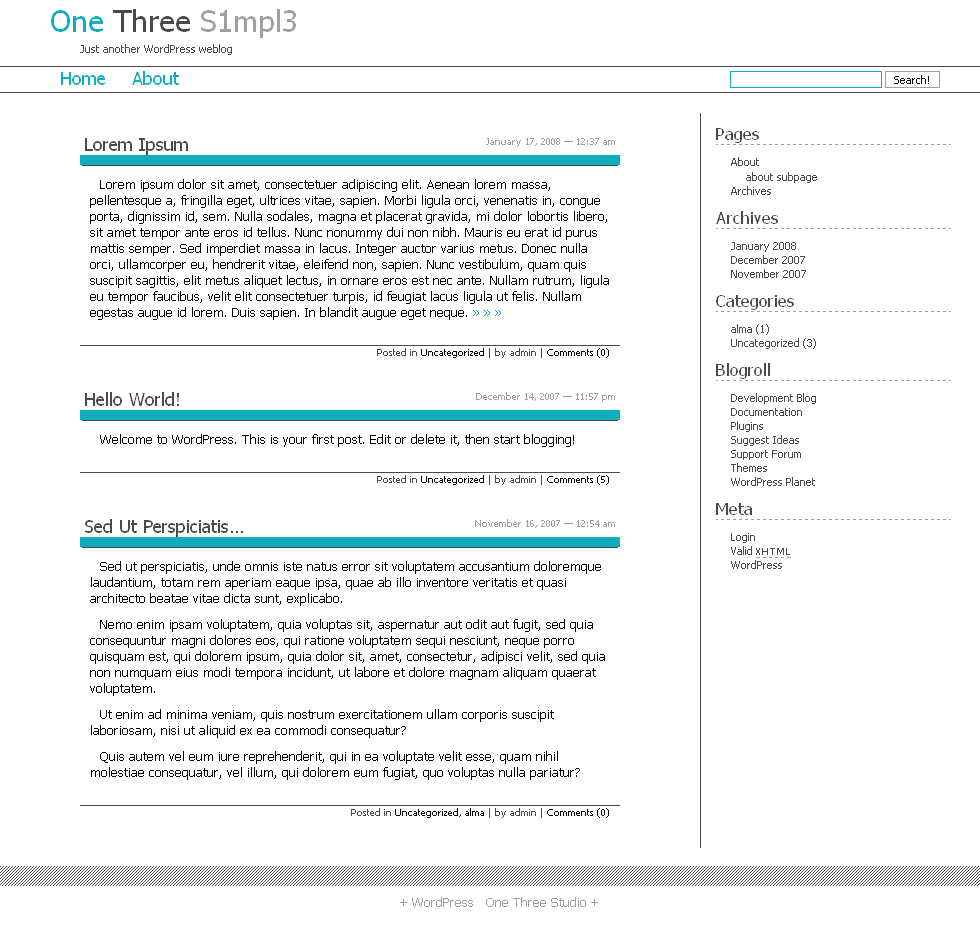 One Three S1mpl3
Just another WordPress weblog
Home About
Search!
Lorem Ipsum
January 17, 2008 — 12:37 am
Lorem ipsum dolor sit amet, consectetuer adipiscing elit. Aenean lorem massa,
pellentesque a, fringilla eget, ultrices vitae, sapien. Morbi ligula orci, venenatis in, congue
porta, dignissim id, sem. Nulla sodales, magna et placerat gravida, mi dolor lobortis libero,
sit amet tempor ante eros id tellus. Nunc nonummy dui non nibh. Mauris eu erat id purus
mattis semper. Sed imperdiet massa in lacus. Integer auctor varius metus. Donec nulla
orci, ullamcorper eu, hendrerit vitae, eleifend non, sapien. Nunc vestibulum, quam quis
suscipit sagittis, elit metus aliquet lectus, in ornare eros est nec ante. Nullam rutrum, ligula
eu tempor faucibus, velit elit consectetuer turpis, id feugiat lacus ligula ut felis. Nullam
egestas augue id lorem. Duis sapien. In blandit augue eget neque. » » »
Posted in Uncategorized | by admin | Comments (0)
Hello World!
December 14, 2007 — 11:57 pm
Welcome to WordPress. This is your first post. Edit or delete it, then start blogging!
Posted in Uncategorized | by admin | Comments (5)
Sed Ut Perspiciatis...
November 16, 2007 — 12:54 am
Sed ut perspiciatis, unde omnis iste natus error sit voluptatem accusantium doloremque
laudantium, totam rem aperiam eaque ipsa, quae ab illo inventore veritatis et quasi
architecto beatae vitae dicta sunt, explicabo.
Nemo enim ipsam voluptatem, quia voluptas sit, aspernatur aut odit aut fugit, sed quia
consequuntur magni dolores eos, qui ratione voluptatem sequi nesciunt, neque porro
quisquam est, qui dolorem ipsum, quia dolor sit, amet, consectetur, adipisci velit, sed quia
non numquam eius modi tempora incidunt, ut labore et dolore magnam aliquam quaerat
voluptatem.
Ut enim ad minima veniam, quis nostrum exercitationem ullam corporis suscipit
laboriosam, nisi ut aliquid ex ea commodi consequatur?
Quis autem vel eum iure reprehenderit, qui in ea voluptate velit esse, quam nihil
molestiae consequatur, vel illum, qui dolorem eum fugiat, quo voluptas nulla pariatur?
Posted in Uncategorized, alma | by admin | Comments (0)
Pages
About
about subpage
Archives
Archives
January 2008
December 2007
November 2007
Categories
alma (1)
Uncategorized (3)
Blogroll
Development Blog
Documentation
Plugins
Suggest Ideas
Support Forum
Themes
WordPress Planet
Meta
Login
Valid XHTML
WordPress
+ WordPress One Three Studio +